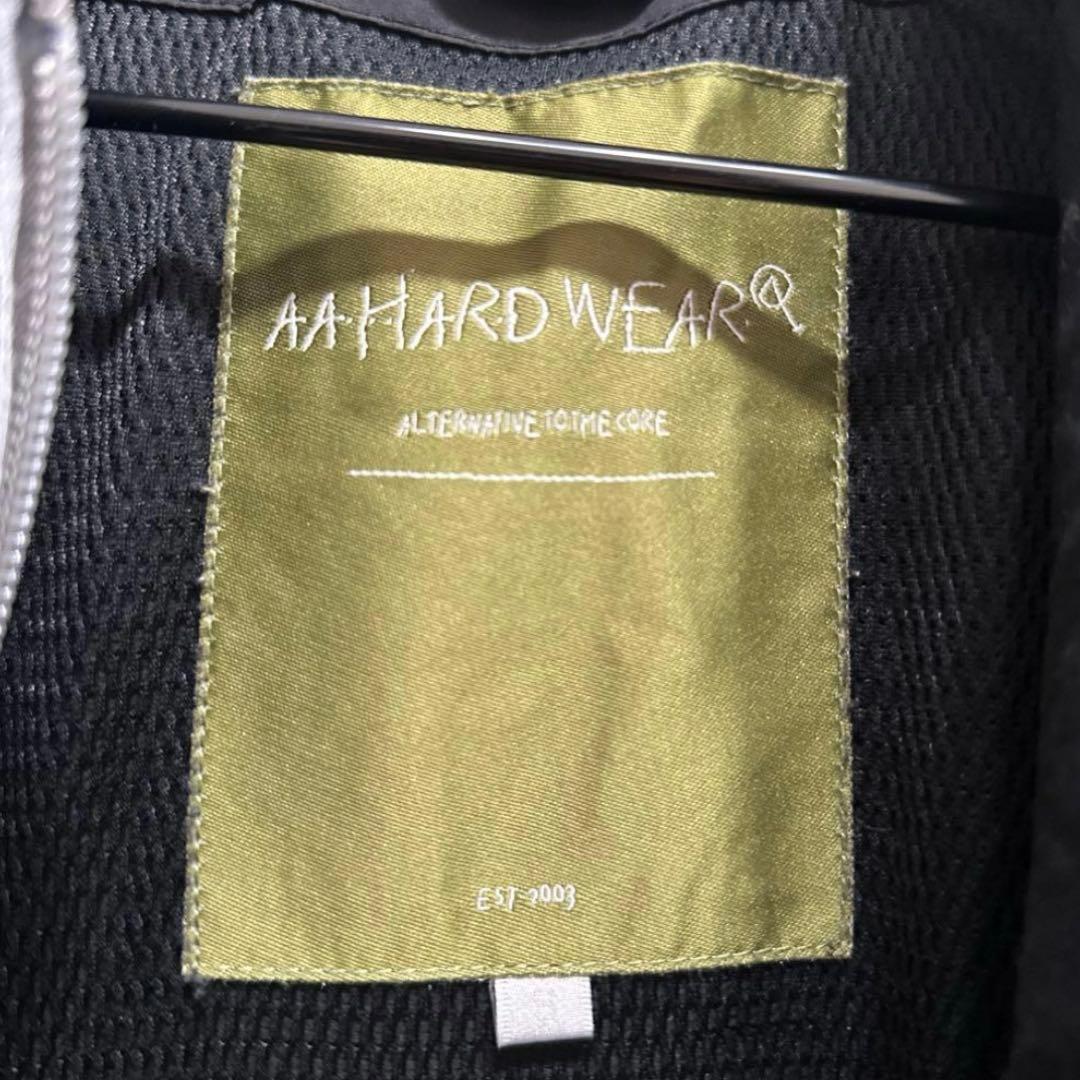 AA HARD WEAR
ALTERNATIVE TO THE CORE
EST 2003